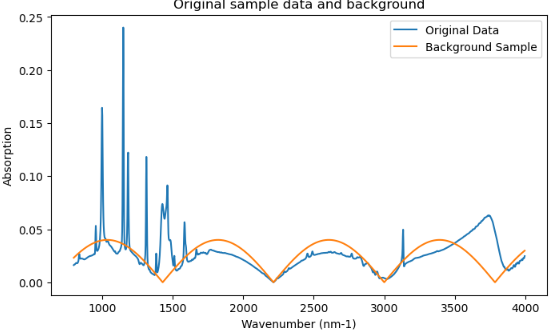 Original sample data and background
Original Data
Background Sample
0.25
0.20
0.15
0.10
0.05
0.00
Absorption
1000 1500 2000 2500 3000 3500 4000
Wavenumber (nm-1)